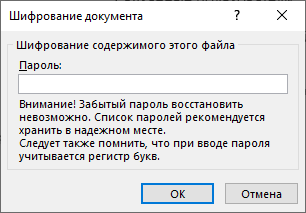 Шифрование документа
Шифрование содержимого этого файла
Пароль:
Внимание! Забытый пароль восстановить
невозможно. Список паролей рекомендуется
хранить в надежном месте.
Следует также помнить, что при вводе пароля
учитывается регистр букв.
ОК
Отмена